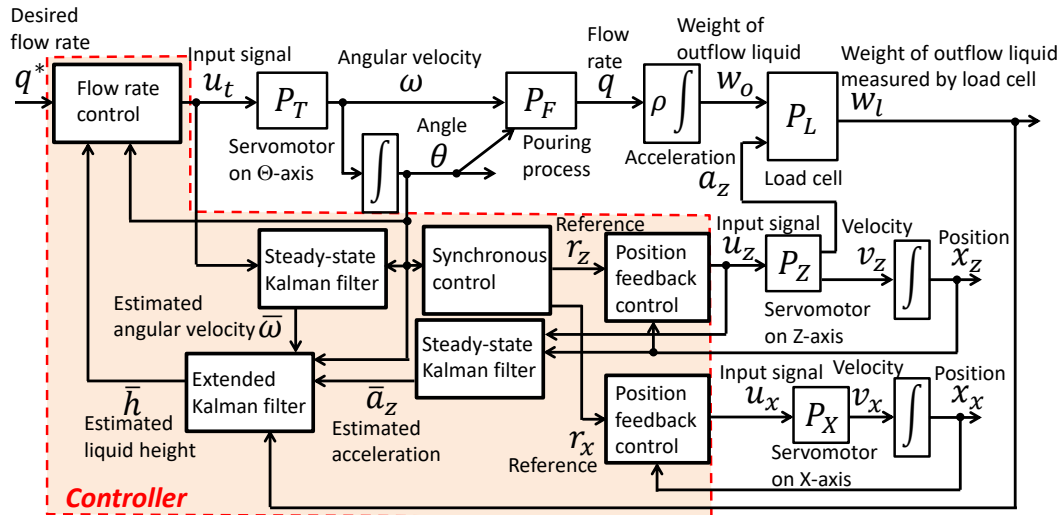 Desired
flow rate
q*
Flow rate
control
Input signal
u_t
P_T
Servomotor
on Θ-axis
Angular velocity
ω
∫
Angle
θ
P_F
Pouring
process
Flow
rate
q
ρ∫
Weight of
outflow liquid
w_o
Acceleration
a_z
P_L
Load cell
Weight of outflow liquid
measured by load cell
w_l
Steady-state
Kalman filter
Synchronous
control
Reference
r_z
Position
feedback
control
Input signal
u_z
P_Z
Servomotor
on Z-axis
Velocity
v_z
∫
Position
x_z
Estimated
angular velocity
ω̅
Steady-state
Kalman filter
Extended
Kalman filter
h̅
Estimated
liquid height
a̅_z
Estimated
acceleration
r_x
Reference
Position
feedback
control
Input signal
u_x
P_X
Servomotor
on X-axis
Velocity
v_x
∫
Position
x_x
Controller